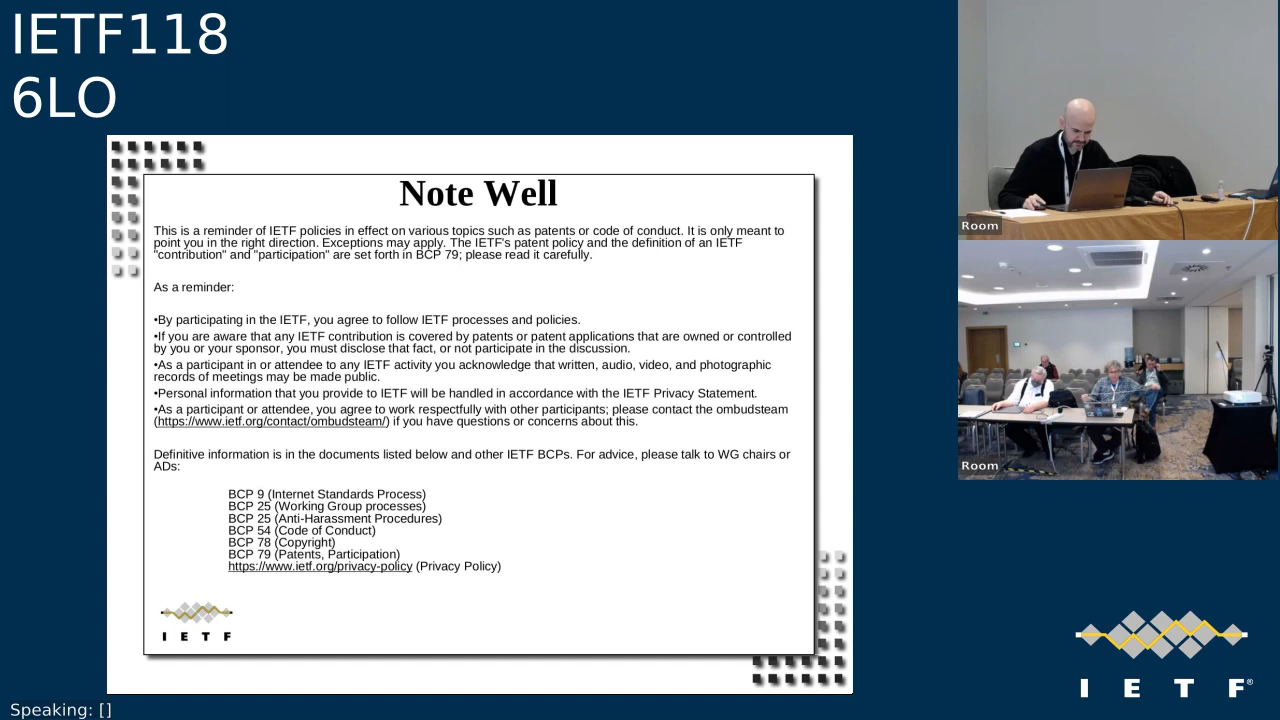 IETF118
6LO
Note Well
This is a reminder of IETF policies in effect on various topics such as patents or code of conduct. It is only meant to
point you in the right direction. Exceptions may apply. The IETF's patent policy and the definition of an IETF
"contribution" and "participation" are set forth in BCP 79; please read it carefully.
As a reminder:
•By participating in the IETF, you agree to follow IETF processes and policies.
•If you are aware that any IETF contribution is covered by patents or patent applications that are owned or controlled
by you or your sponsor, you must disclose that fact, or not participate in the discussion.
•As a participant in or attendee to any IETF activity you acknowledge that written, audio, video, and photographic
records of meetings may be made public.
•Personal information that you provide to IETF will be handled in accordance with the IETF Privacy Statement.
•As a participant or attendee, you agree to work respectfully with other participants; please contact the ombudsteam
(https://www.ietf.org/contact/ombudsteam/) if you have questions or concerns about this.
Definitive information is in the documents listed below and other IETF BCPs. For advice, please talk to WG chairs or
ADs:
BCP 9 (Internet Standards Process)
BCP 25 (Working Group processes)
BCP 25 (Anti-Harassment Procedures)
BCP 54 (Code of Conduct)
BCP 78 (Copyright)
BCP 79 (Patents, Participation)
https://www.ietf.org/privacy-policy (Privacy Policy)
I E T F
Room
Room
I E T F®
Speaking: []